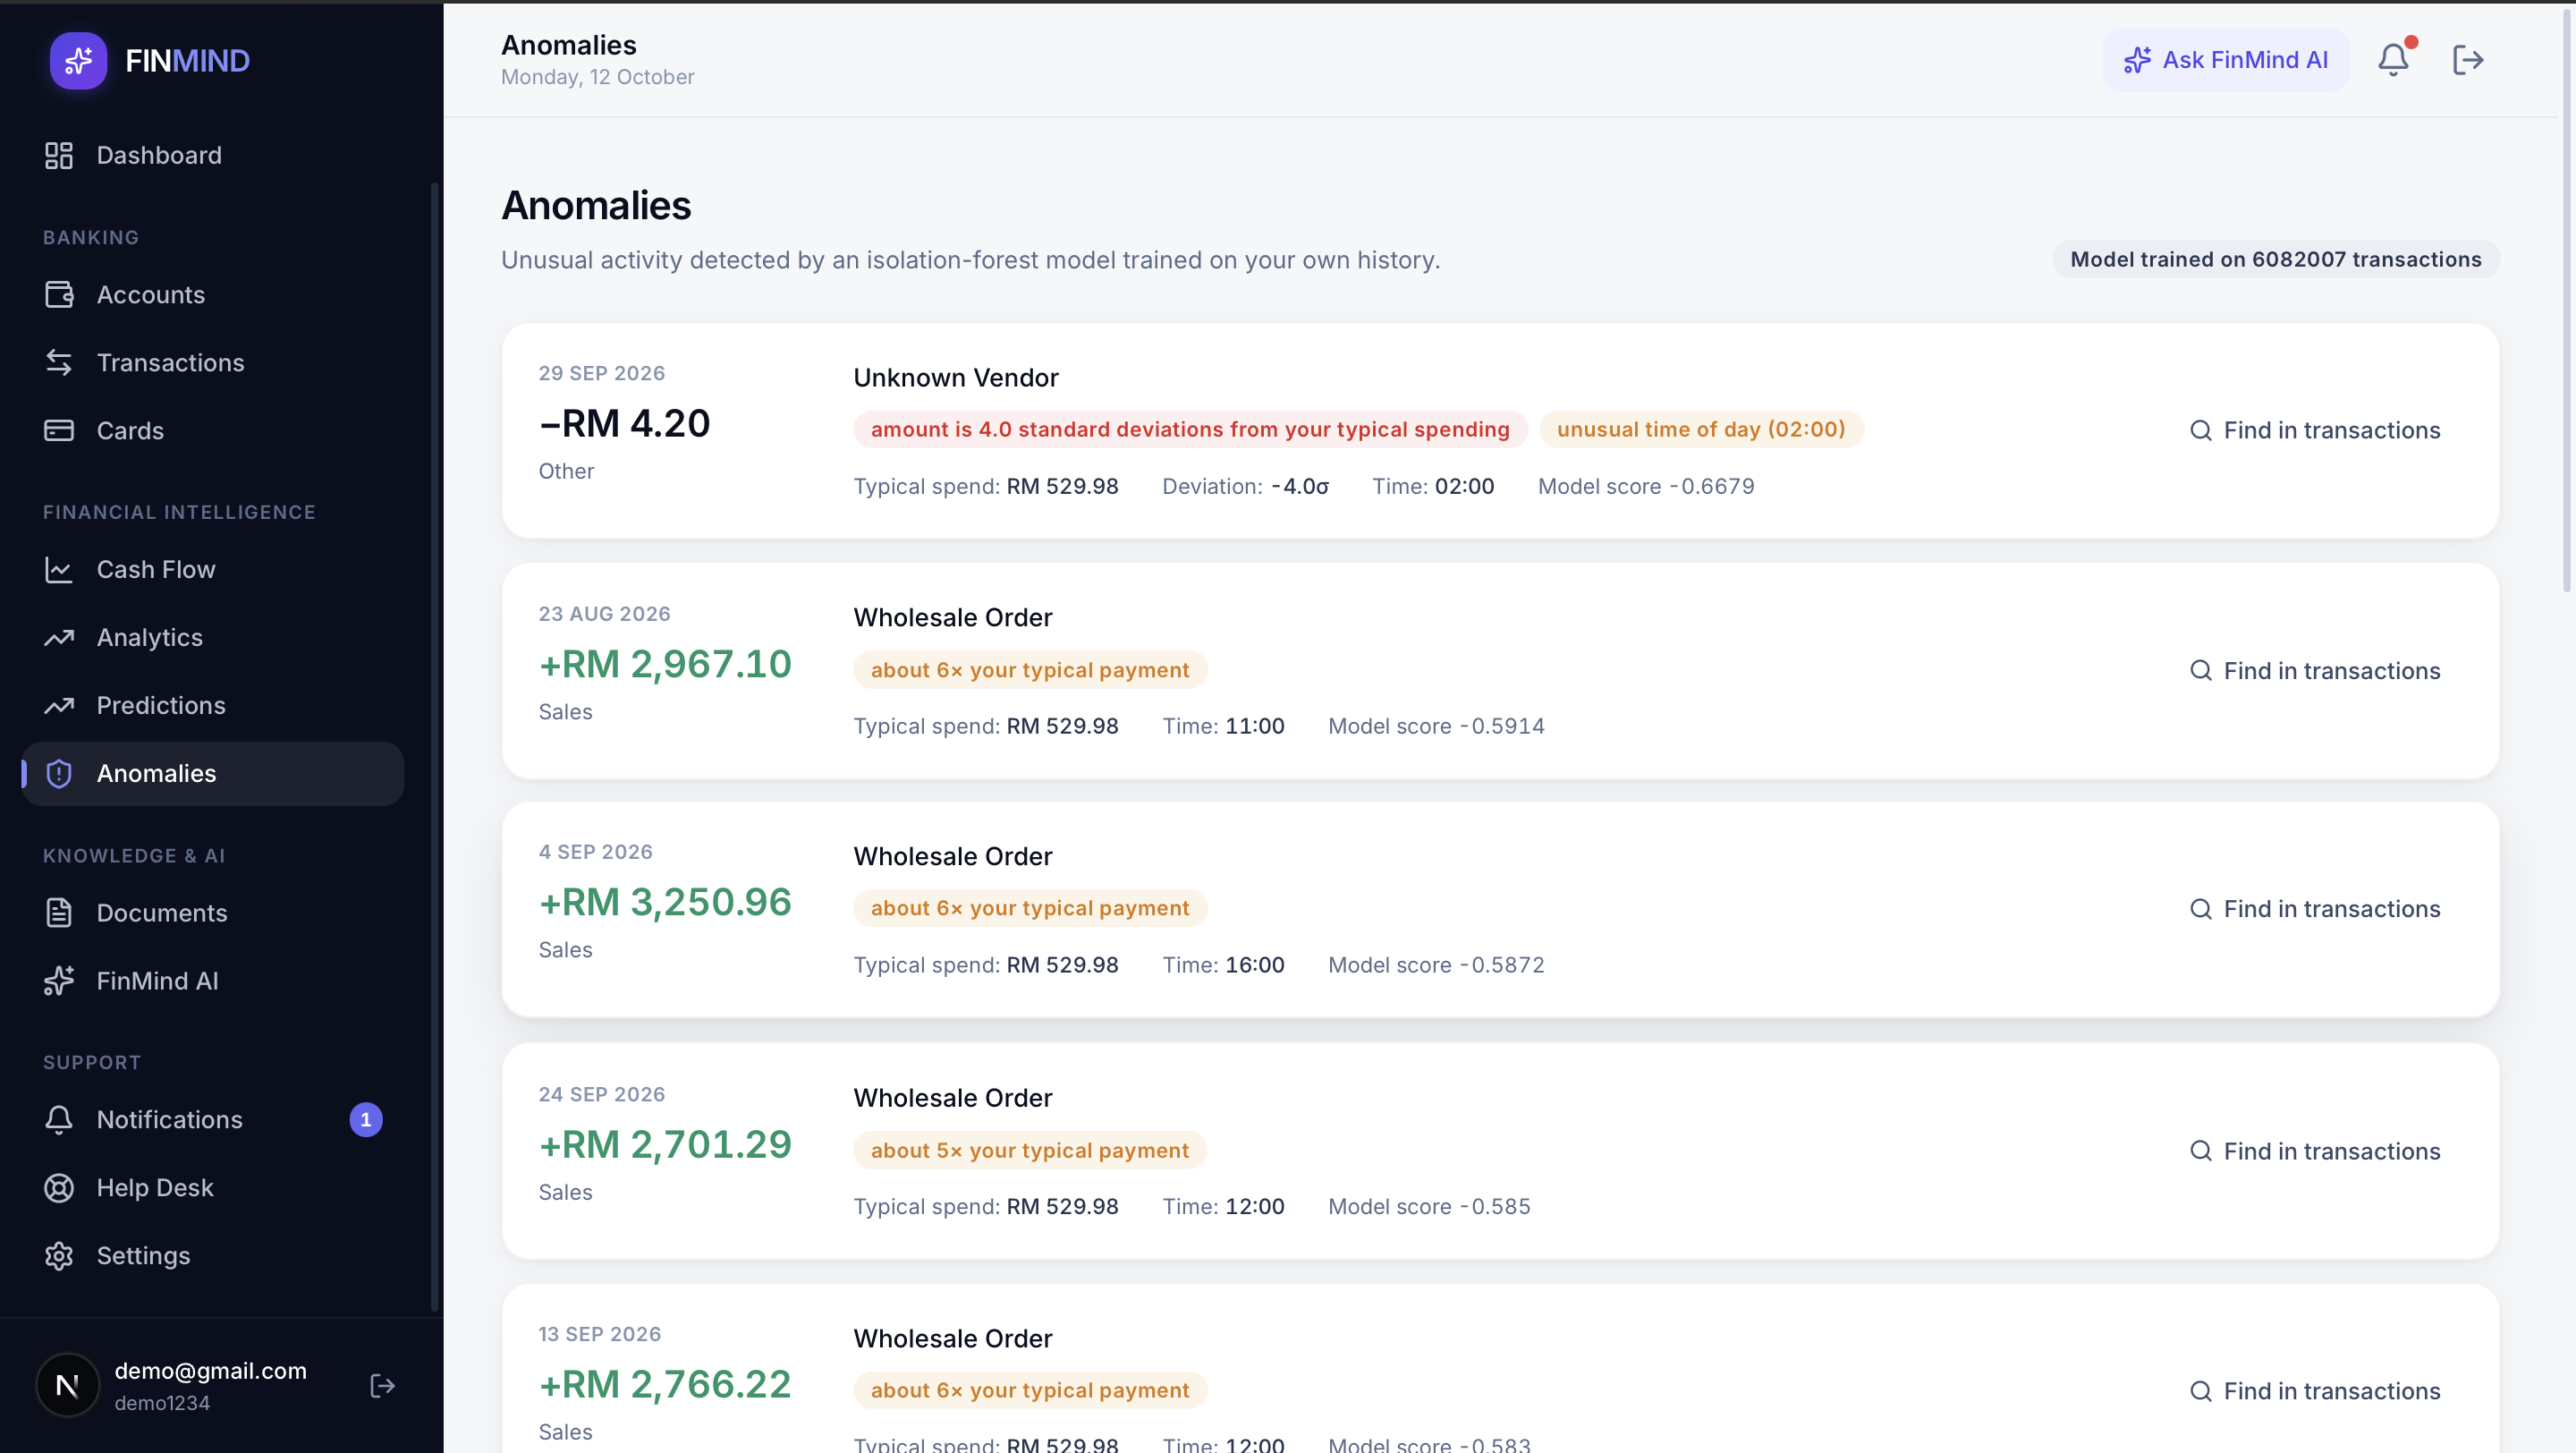 FINMIND
Dashboard
BANKING
Accounts
Transactions
Cards
FINANCIAL INTELLIGENCE
Cash Flow
Analytics
Predictions
Anomalies
KNOWLEDGE & AI
Documents
FinMind AI
SUPPORT
Notifications 1
Help Desk
Settings
N demo@gmail.com
demo1234
Anomalies
Monday, 12 October
Ask FinMind AI
Anomalies
Unusual activity detected by an isolation-forest model trained on your own history.
Model trained on 6082007 transactions
29 SEP 2026
−RM 4.20
Other
Unknown Vendor
amount is 4.0 standard deviations from your typical spending unusual time of day (02:00)
Typical spend: RM 529.98 Deviation: -4.0σ Time: 02:00 Model score -0.6679
Find in transactions
23 AUG 2026
+RM 2,967.10
Sales
Wholesale Order
about 6× your typical payment
Typical spend: RM 529.98 Time: 11:00 Model score -0.5914
Find in transactions
4 SEP 2026
+RM 3,250.96
Sales
Wholesale Order
about 6× your typical payment
Typical spend: RM 529.98 Time: 16:00 Model score -0.5872
Find in transactions
24 SEP 2026
+RM 2,701.29
Sales
Wholesale Order
about 5× your typical payment
Typical spend: RM 529.98 Time: 12:00 Model score -0.585
Find in transactions
13 SEP 2026
+RM 2,766.22
Sales
Wholesale Order
about 6× your typical payment
Typical spend: RM 529.98 Time: 12:00 Model score -0.583
Find in transactions